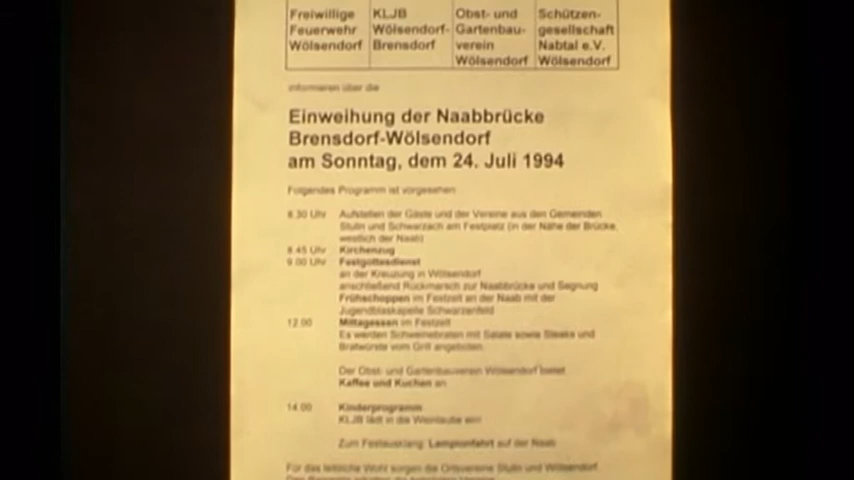 Freiwillige Feuerwehr Wölsendorf
KLJB Wölsendorf-Brensdorf
Obst- und Gartenbau-verein Wölsendorf
Schützen-gesellschaft Nabtal e.V. Wölsendorf
informieren über die
Einweihung der Naabbrücke
Brensdorf-Wölsendorf
am Sonntag, dem 24. Juli 1994
Folgendes Programm ist vorgesehen:
8.30 Uhr Aufstellen der Gäste und der Vereine aus den Gemeinden
Stulln und Schwarzach am Festplatz (in der Nähe der Brücke,
westlich der Naab)
8.45 Uhr Kirchenzug
9.00 Uhr Festgottesdienst
an der Kreuzung in Wölsendorf
anschließend Rückmarsch zur Naabbrücke und Segnung
Frühschoppen im Festzelt an der Naab mit der
Jugendblaskapelle Schwarzenfeld
12.00 Mittagessen im Festzelt
Es werden Schweinebraten mit Salate sowie Steaks und
Bratwürste vom Grill angeboten.
Der Obst- und Gartenbauverein Wölsendorf bietet
Kaffee und Kuchen an
14.00 Kinderprogramm
KLJB lädt in die Weinlaube ein!
Zum Festausklang: Lampionfahrt auf der Naab
Für das leibliche Wohl sorgen die Ortsvereine Stulln und Wölsendorf.